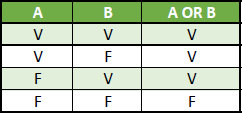 A B A OR B
V V V
V F V
F V V
F F F